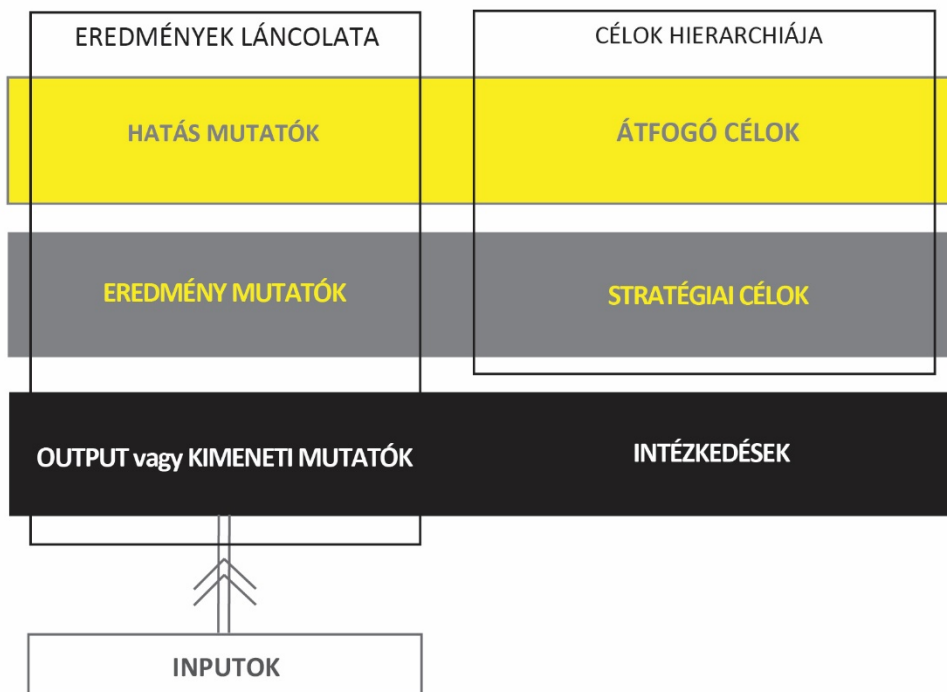 EREDMÉNYEK LÁNCOLATA
CÉLOK HIERARCHIÁJA
HATÁS MUTATÓK
ÁTFOGÓ CÉLOK
EREDMÉNY MUTATÓK
STRATÉGIAI CÉLOK
OUTPUT vagy KIMENETI MUTATÓK
INTÉZKEDÉSEK
INPUTOK